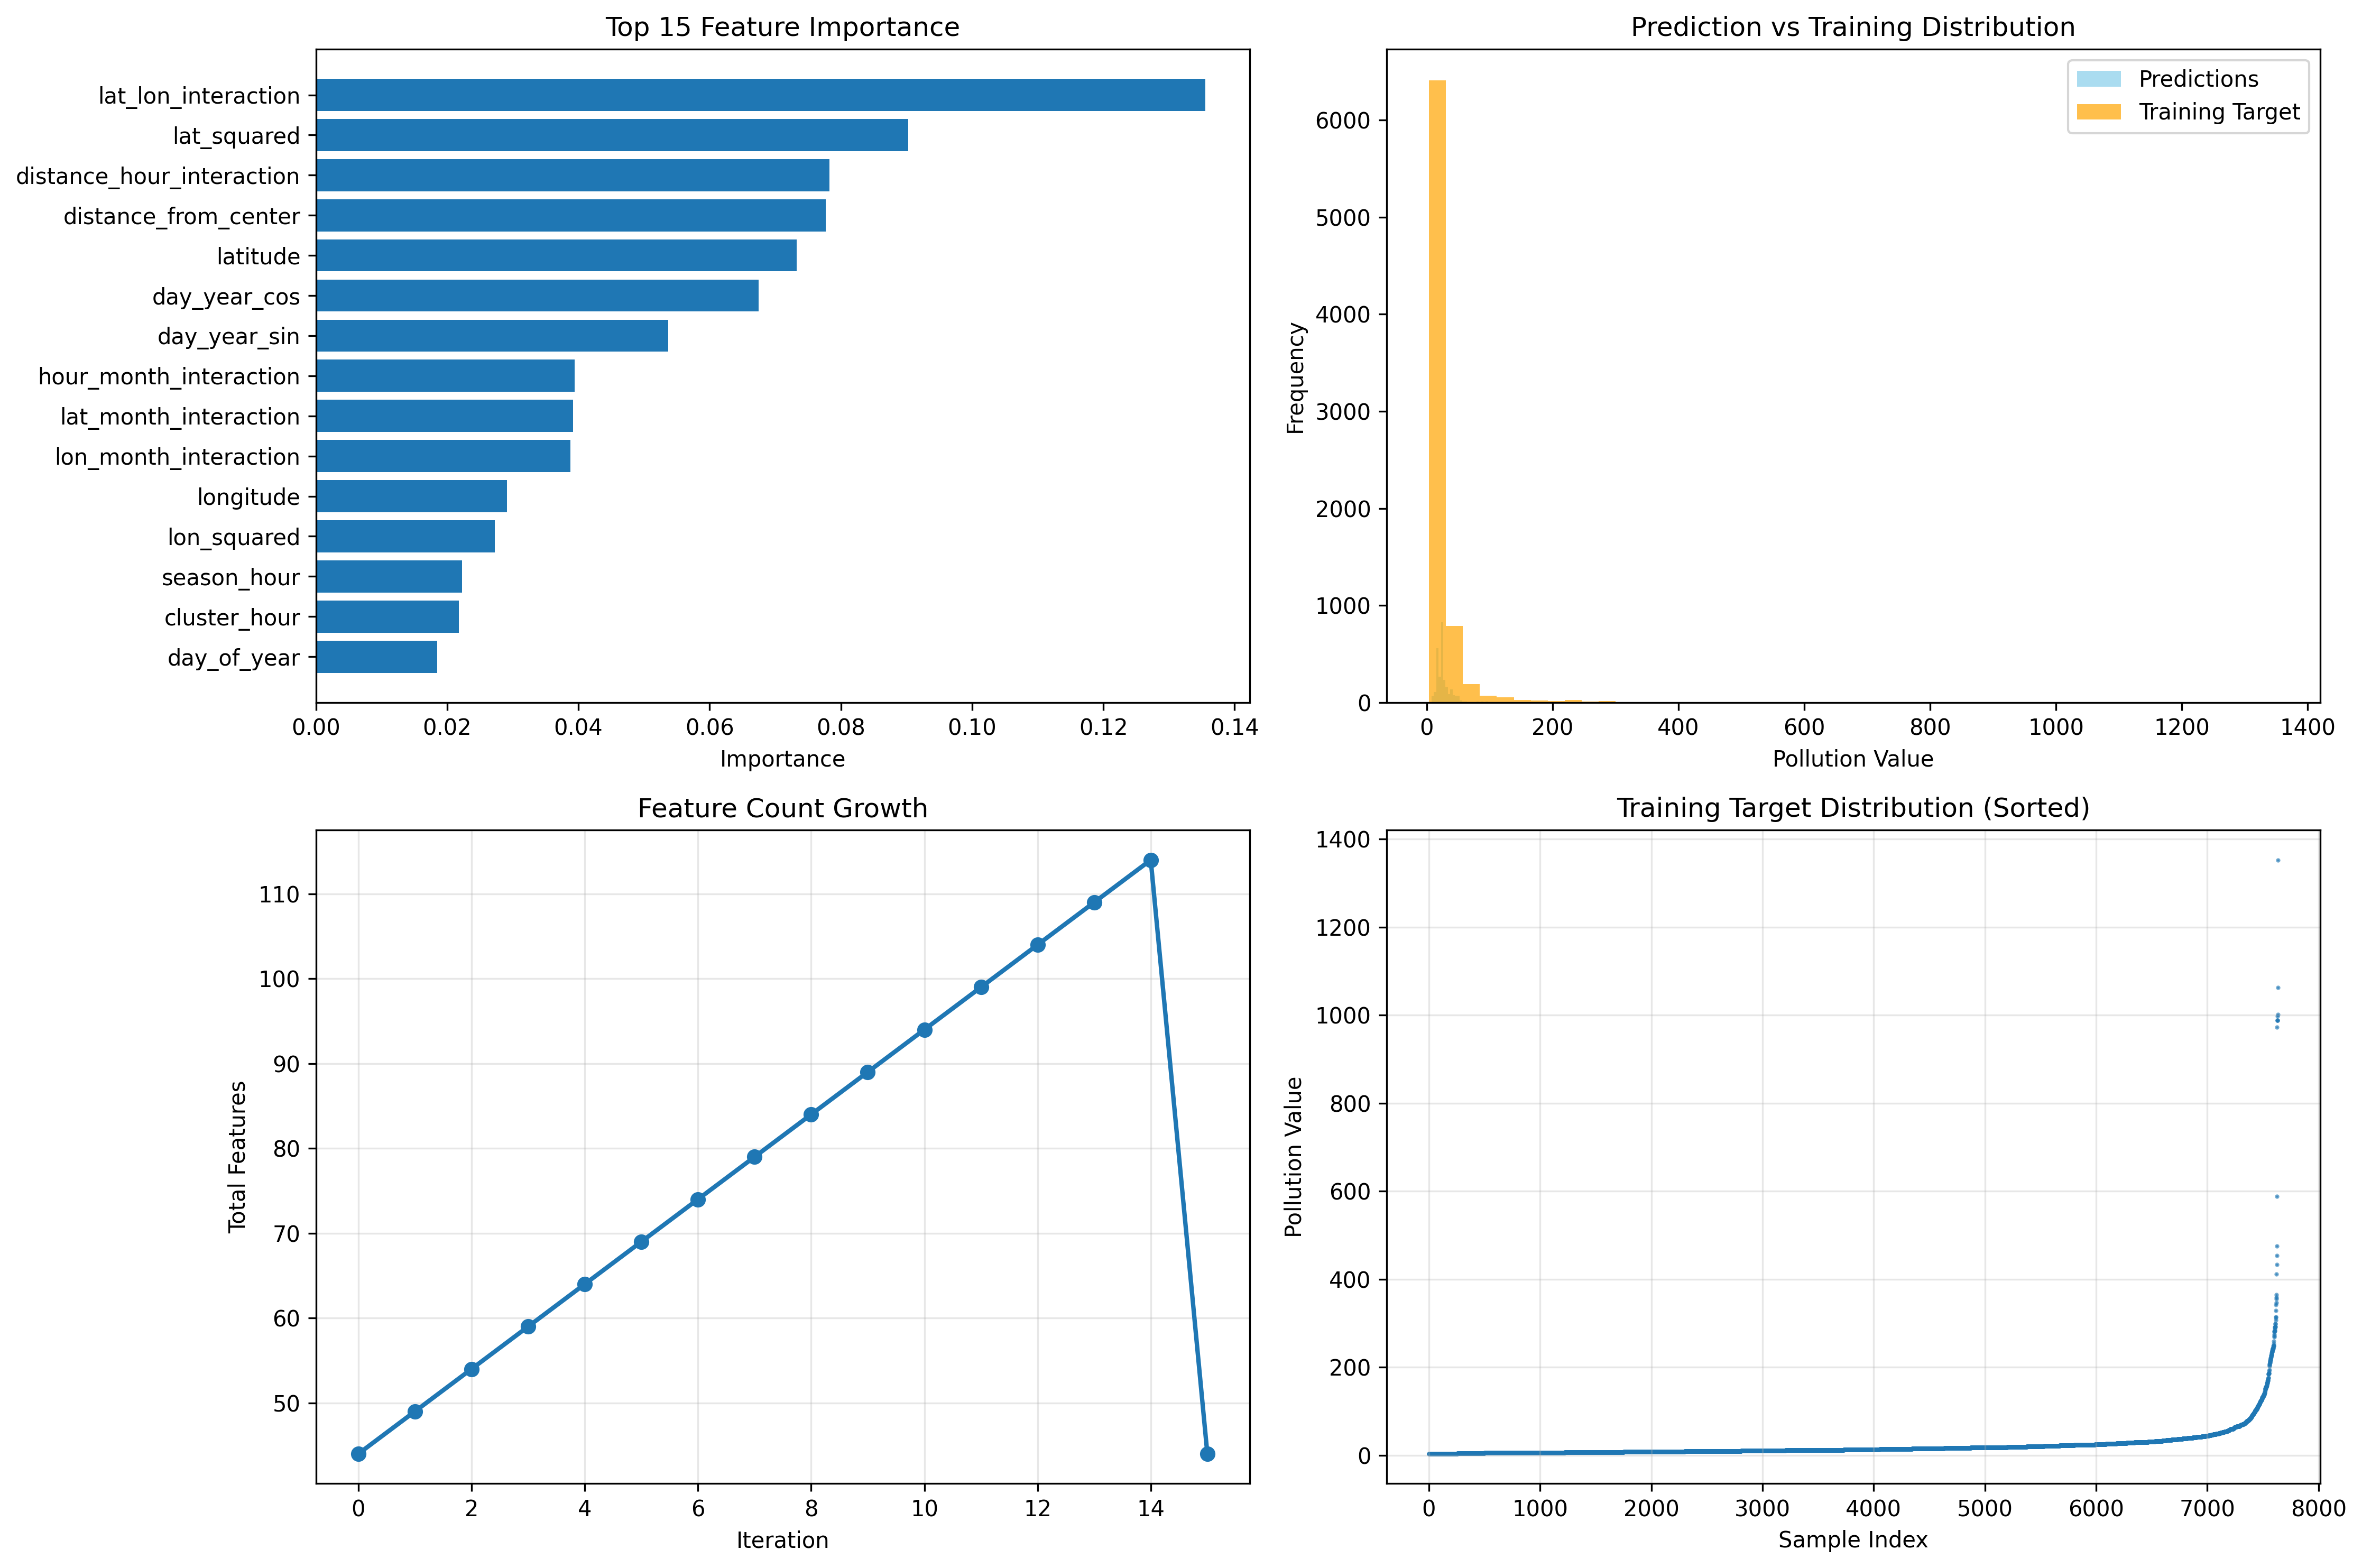 Top 15 Feature Importance
lat_lon_interaction
lat_squared
distance_hour_interaction
distance_from_center
latitude
day_year_cos
day_year_sin
hour_month_interaction
lat_month_interaction
lon_month_interaction
longitude
lon_squared
season_hour
cluster_hour
day_of_year
0.00 0.02 0.04 0.06 0.08 0.10 0.12 0.14
Importance
Prediction vs Training Distribution
Predictions
Training Target
Frequency
6000
5000
4000
3000
2000
1000
0
0 200 400 600 800 1000 1200 1400
Pollution Value
Feature Count Growth
Total Features
110
100
90
80
70
60
50
0 2 4 6 8 10 12 14
Iteration
Training Target Distribution (Sorted)
Pollution Value
1400
1200
1000
800
600
400
200
0
0 1000 2000 3000 4000 5000 6000 7000 8000
Sample Index